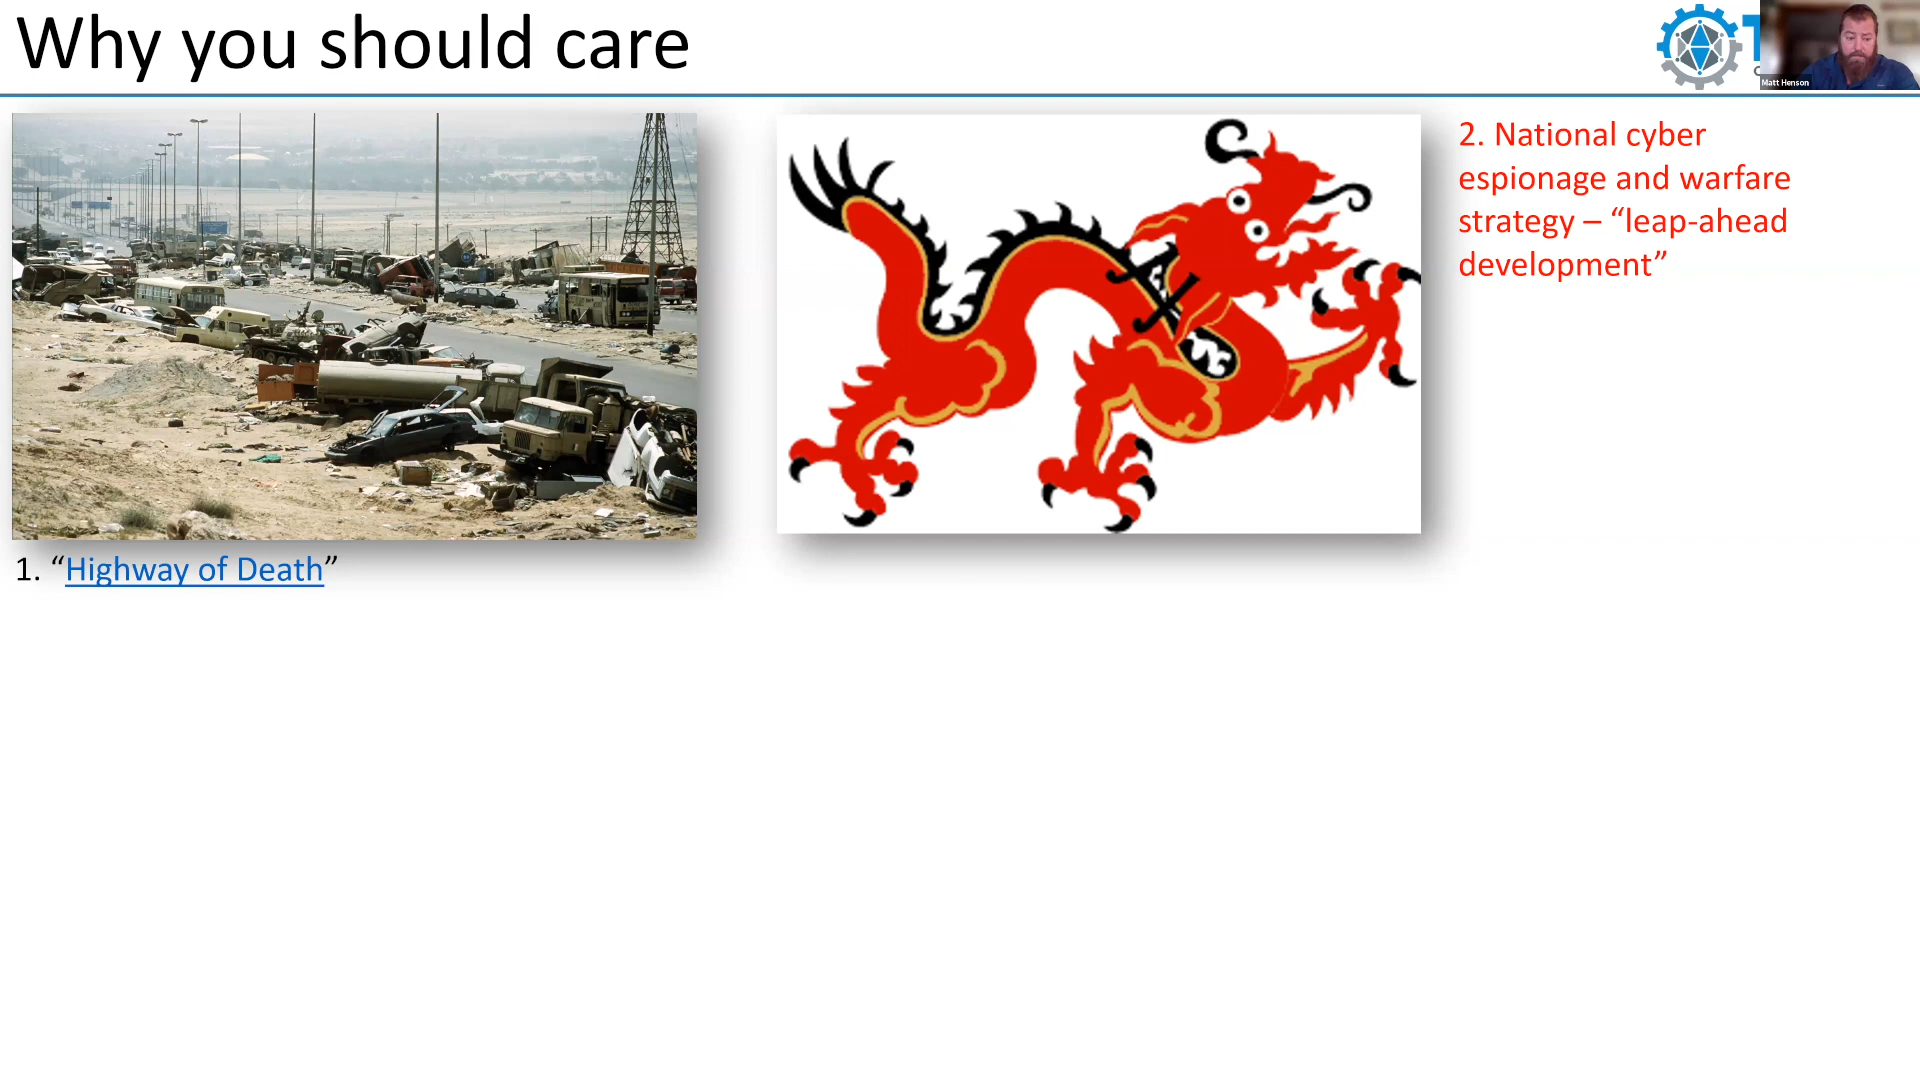 Why you should care
Matt Henson
2. National cyber
espionage and warfare
strategy – “leap-ahead
development”
1. “Highway of Death”